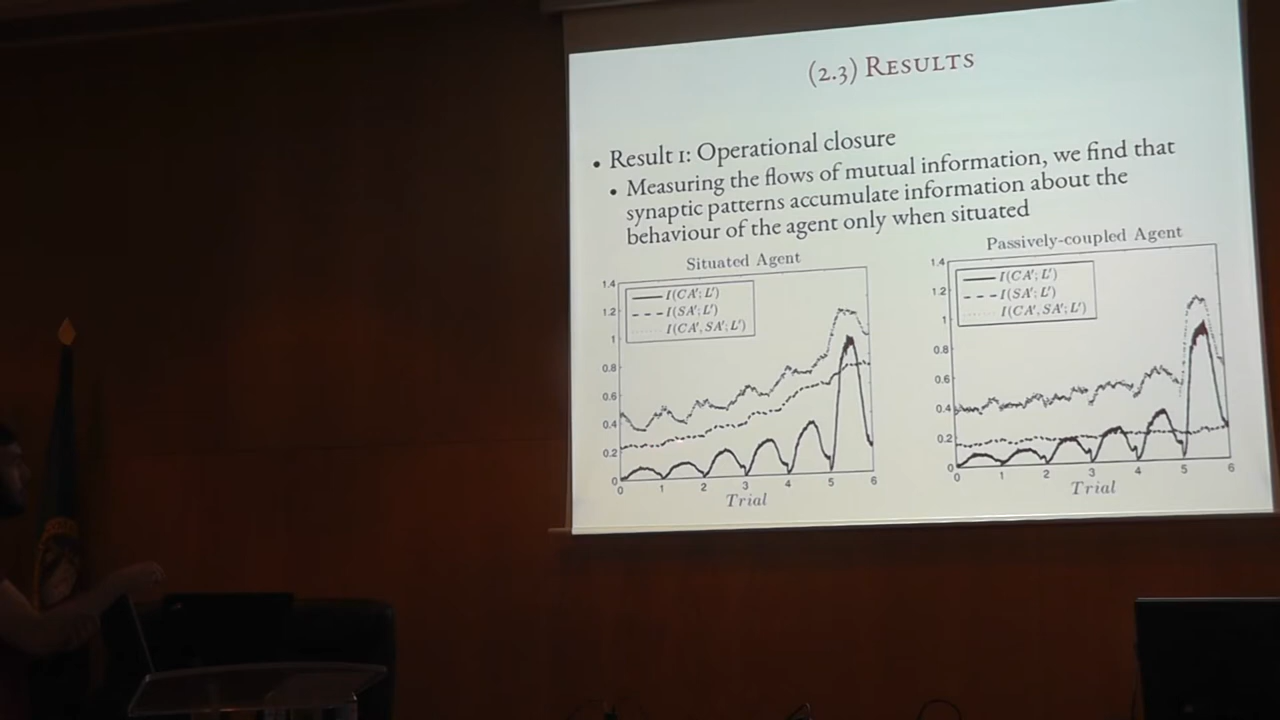 (2.3) RESULTS
• Result 1: Operational closure
• Measuring the flows of mutual information, we find that
synaptic patterns accumulate information about the
behaviour of the agent only when situated
Situated Agent
1.4
1.2
1
0.8
0.6
0.4
0.2
0
I(CA'; L')
I(SA'; L')
I(CA', SA'; L')
0 1 2 3 4 5 6
Trial
Passively-coupled Agent
1.4
1.2
1
0.8
0.6
0.4
0.2
0
I(CA'; L')
I(SA'; L')
I(CA', SA'; L')
0 1 2 3 4 5 6
Trial